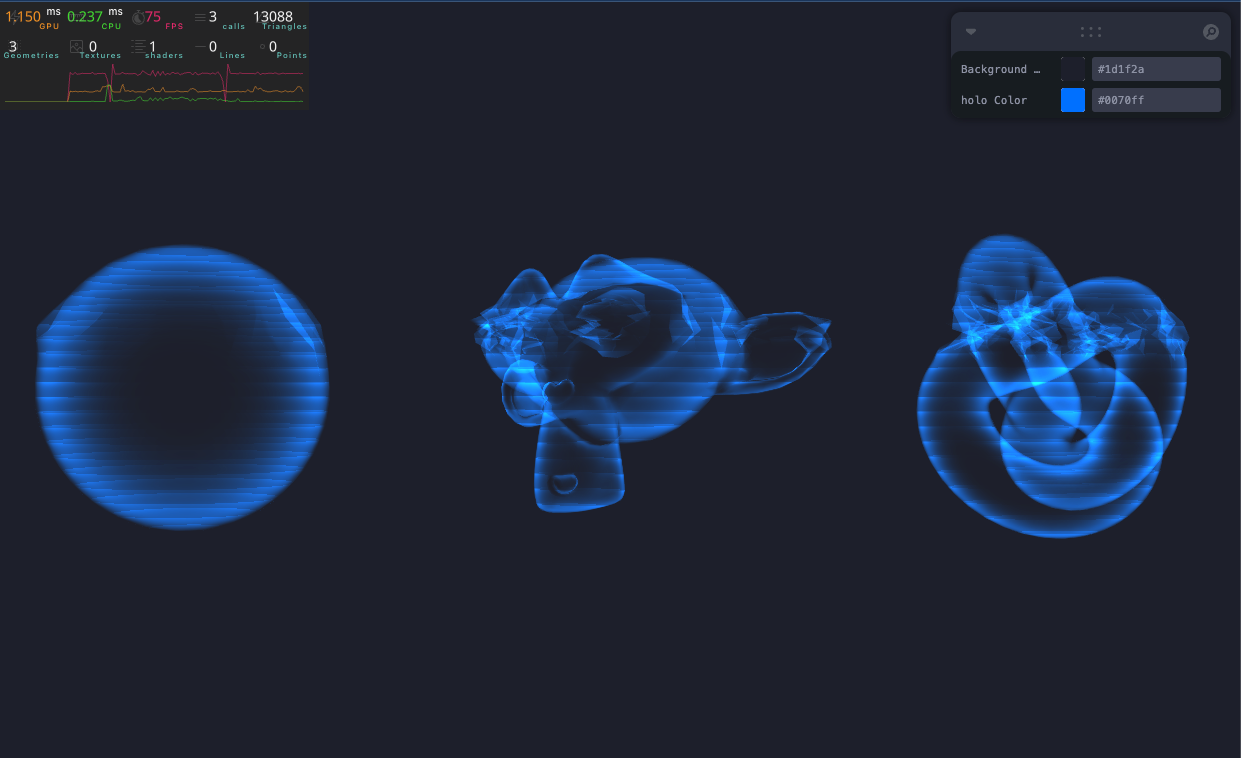 1.150 ms GPU 0.237 ms CPU 75 FPS 3 calls 13088 Triangles
3 Geometries 0 Textures 1 shaders 0 Lines 0 Points
Background … #1d1f2a
holo Color #0070ff